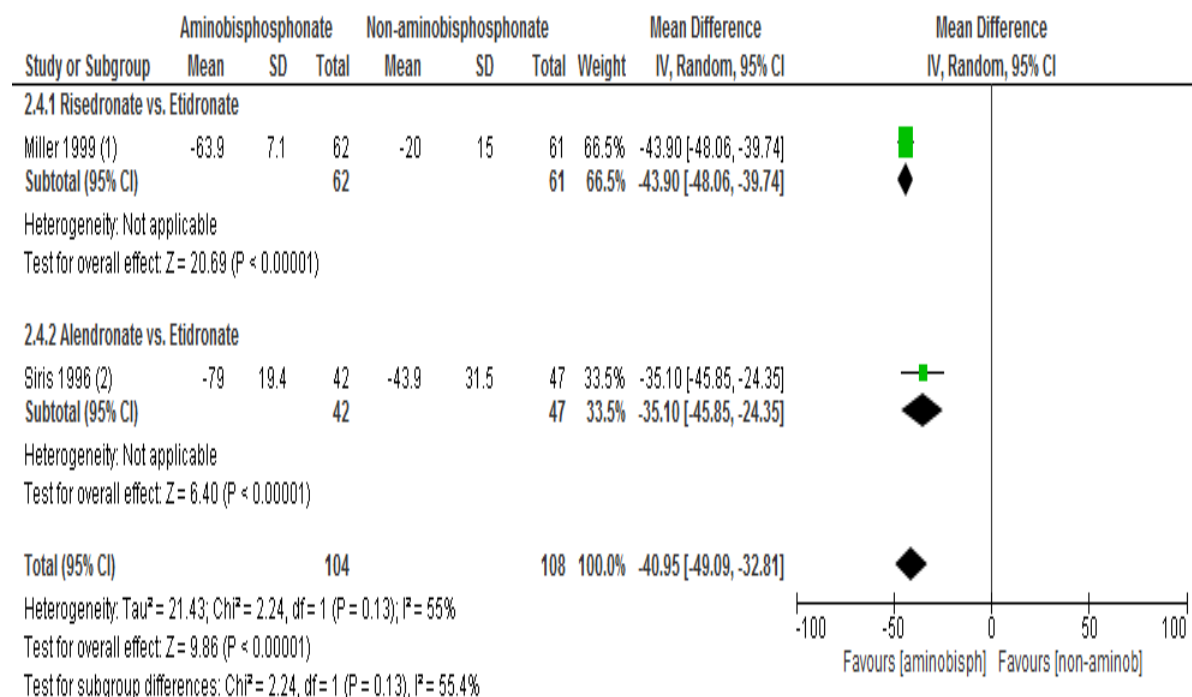 Aminobisphosphonate Non-aminobisphosphonate Mean Difference Mean Difference
Study or Subgroup Mean SD Total Mean SD Total Weight IV, Random, 95% CI IV, Random, 95% CI
2.4.1 Risedronate vs. Etidronate
Miller 1999 (1) -63.9 7.1 62 -20 15 61 66.5% -43.90 [-48.06, -39.74]
Subtotal (95% CI) 62 61 66.5% -43.90 [-48.06, -39.74]
Heterogeneity: Not applicable
Test for overall effect: Z = 20.69 (P < 0.00001)
2.4.2 Alendronate vs. Etidronate
Siris 1996 (2) -79 19.4 42 -43.9 31.5 47 33.5% -35.10 [-45.85, -24.35]
Subtotal (95% CI) 42 47 33.5% -35.10 [-45.85, -24.35]
Heterogeneity: Not applicable
Test for overall effect: Z = 6.40 (P < 0.00001)
Total (95% CI) 104 108 100.0% -40.95 [-49.09, -32.81]
Heterogeneity: Tau² = 21.43; Chi² = 2.24, df = 1 (P = 0.13); I² = 55%
Test for overall effect: Z = 9.86 (P < 0.00001)
Test for subgroup differences: Chi² = 2.24, df = 1 (P = 0.13), I² = 55.4%
-100 -50 0 50 100
Favours [aminobisph] Favours [non-aminob]